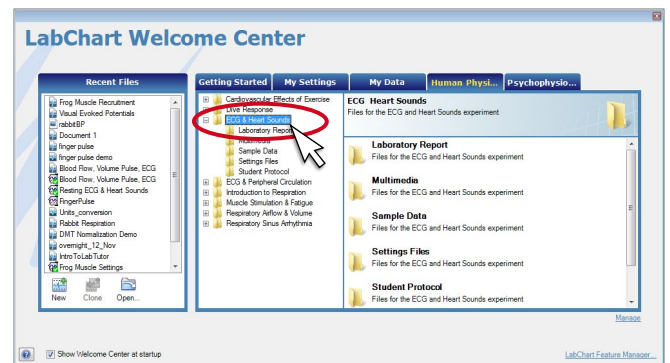 LabChart Welcome Center
Recent Files
Frog Muscle Recruitment
Visual Evoked Potentials
rabbitBP
Document 1
finger pulse
finger pulse demo
Blood Flow, Volume Pulse, ECG
Blood Flow, Volume Pulse, ECG
Resting ECG & Heart Sounds
FingerPulse
Units_conversion
Rabbit Respiration
DMT Normalization Demo
overnight_12_Nov
IntroToLabTutor
Frog Muscle Settings
New Clone Open...
Getting Started My Settings My Data Human Physi... Psychophysio...
Cardiovascular Effects of Exercise
Dive Response
ECG & Heart Sounds
Laboratory Report
Multimedia
Sample Data
Settings Files
Student Protocol
ECG & Peripheral Circulation
Introduction to Respiration
Muscle Stimulation & Fatigue
Respiratory Airflow & Volume
Respiratory Sinus Arrhythmia
ECG Heart Sounds
Files for the ECG and Heart Sounds experiment
Laboratory Report
Files for the ECG and Heart Sounds experiment
Multimedia
Files for the ECG and Heart Sounds experiment
Sample Data
Files for the ECG and Heart Sounds experiment
Settings Files
Files for the ECG and Heart Sounds experiment
Student Protocol
Files for the ECG and Heart Sounds experiment
Manage
Show Welcome Center at startup
LabChart Feature Manager...